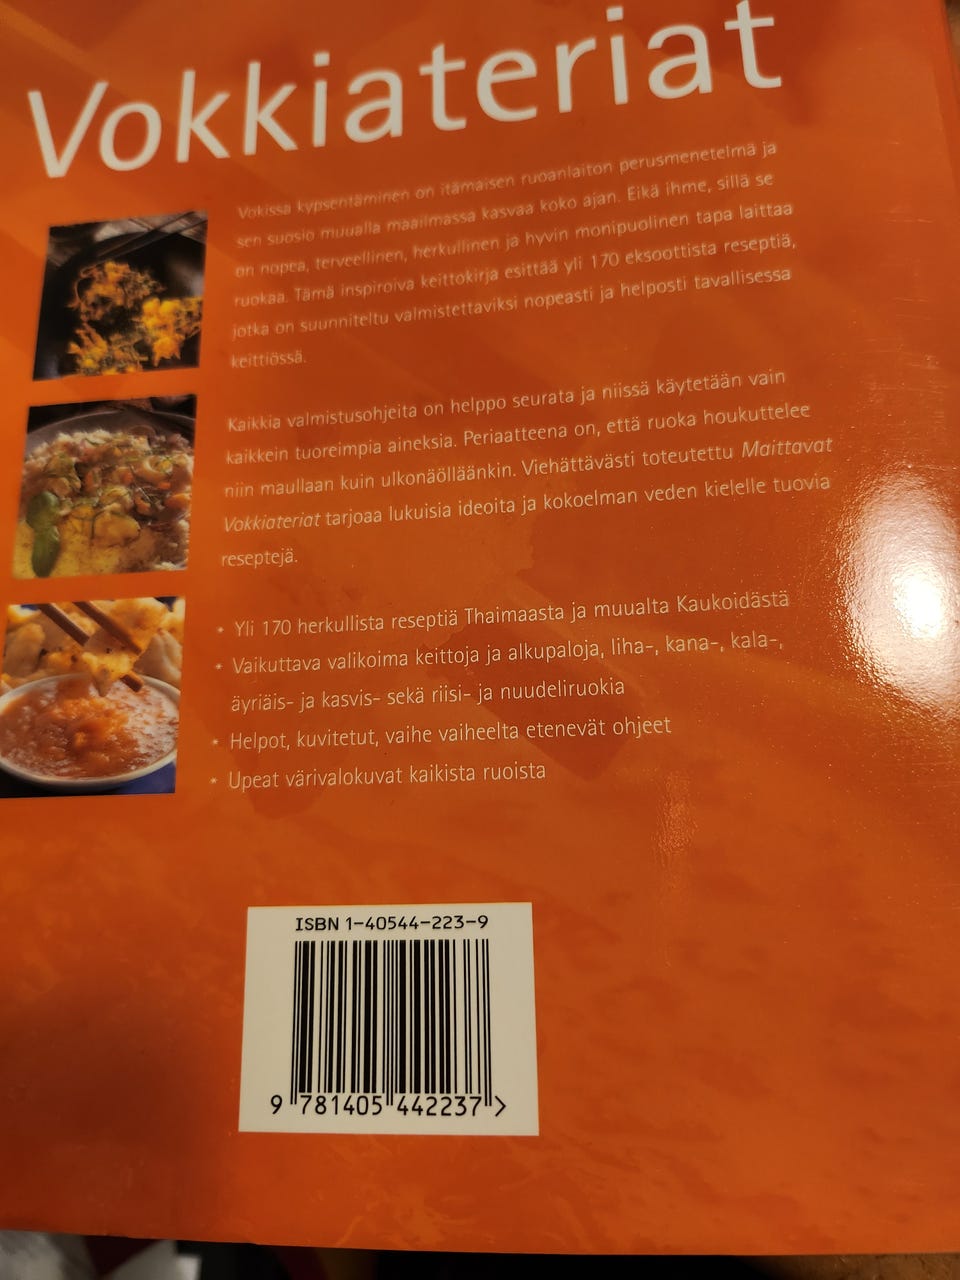 Vokkiateriat
Vokissa kypsentäminen on itämaisen ruoanlaiton perusmenetelmä ja
sen suosio muualla maailmassa kasvaa koko ajan. Eikä ihme, sillä se
on nopea, terveellinen, herkullinen ja hyvin monipuolinen tapa laittaa
ruokaa. Tämä inspiroiva keittokirja esittää yli 170 eksoottista reseptiä,
jotka on suunniteltu valmistettaviksi nopeasti ja helposti tavallisessa
keittiössä.
Kaikkia valmistusohjeita on helppo seurata ja niissä käytetään vain
kaikkein tuoreimpia aineksia. Periaatteena on, että ruoka houkuttelee
niin maullaan kuin ulkonäölläänkin. Viehättävästi toteutettu Maittavat
Vokkiateriat tarjoaa lukuisia ideoita ja kokoelman veden kielelle tuovia
reseptejä.
* Yli 170 herkullista reseptiä Thaimaasta ja muualta Kaukoidästä
* Vaikuttava valikoima keittoja ja alkupaloja, liha-, kana-, kala-,
äyriäis- ja kasvis- sekä riisi- ja nuudeliruokia
* Helpot, kuvitetut, vaihe vaiheelta etenevät ohjeet
* Upeat värivalokuvat kaikista ruoista
ISBN 1-40544-223-9
9 781405 442237 >